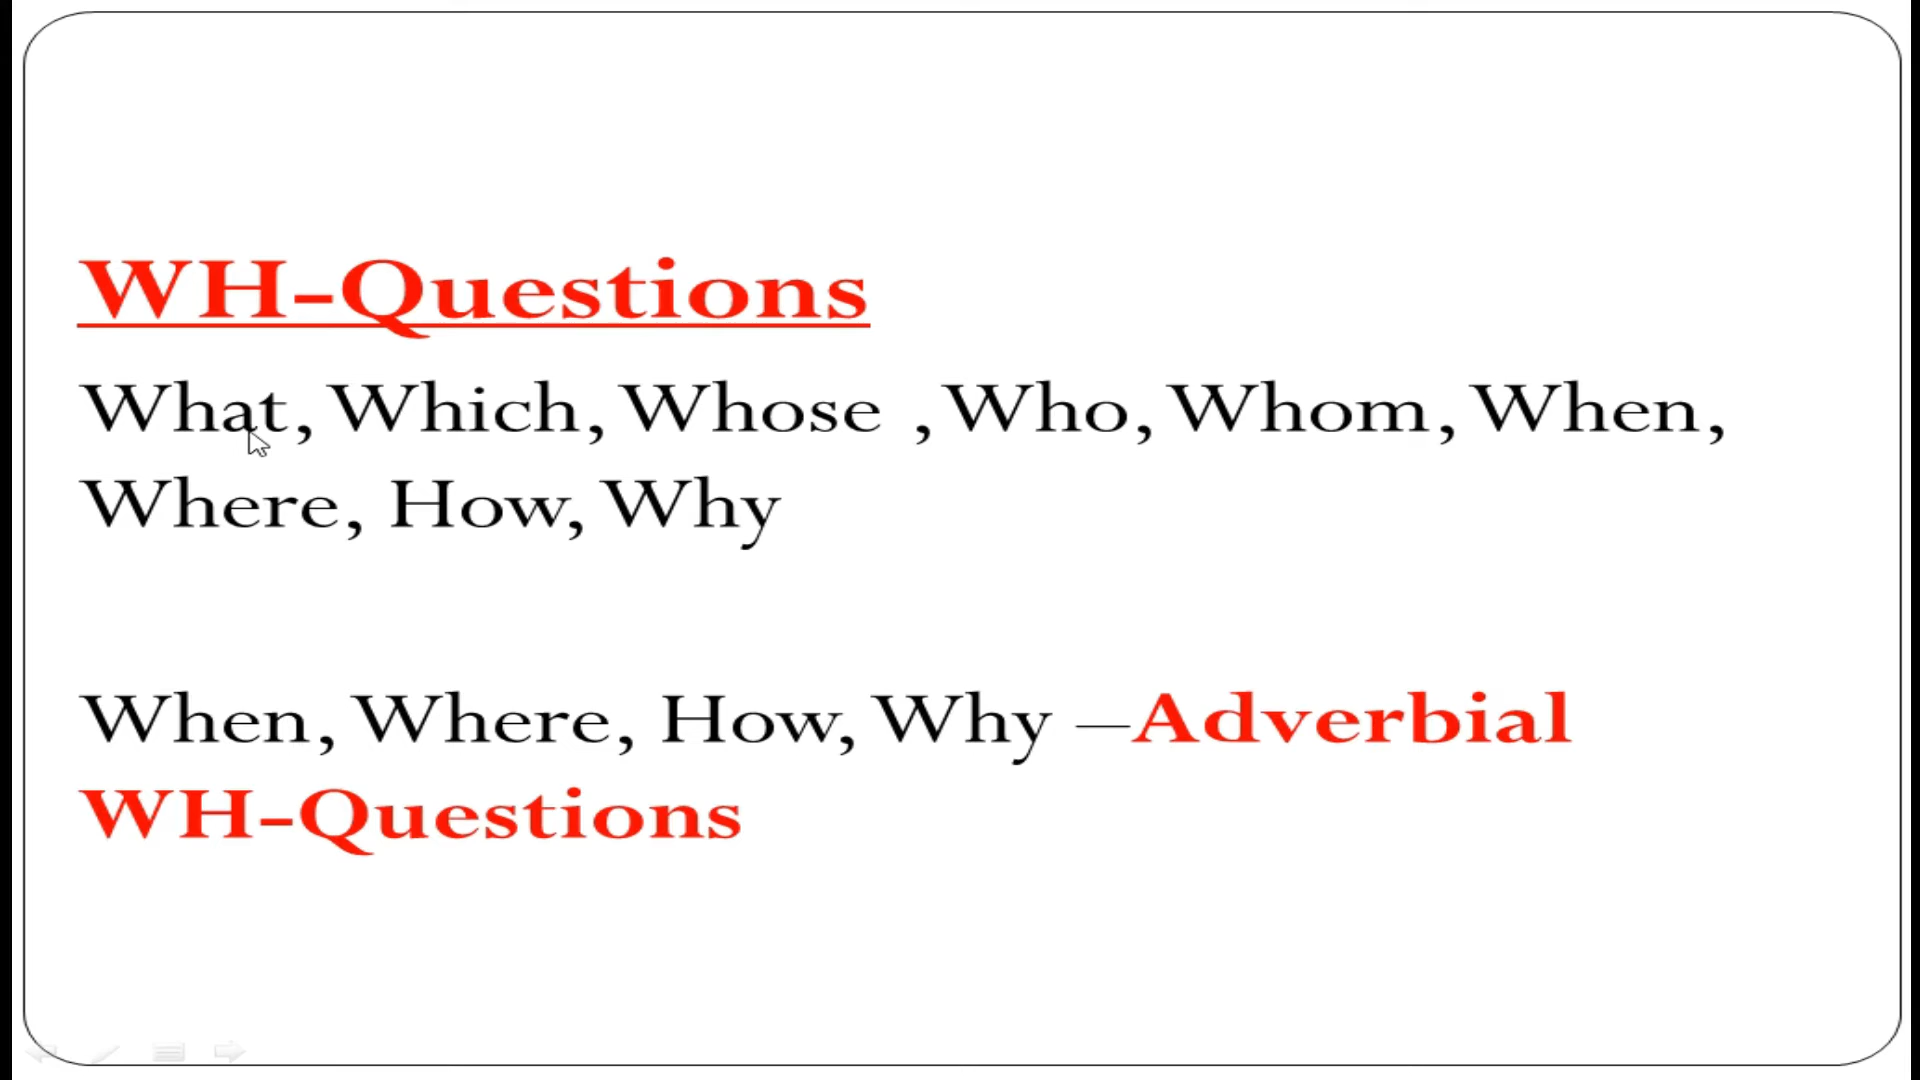 WH-Questions
What, Which, Whose , Who, Whom, When,
Where, How, Why
When, Where, How, Why –Adverbial
WH-Questions